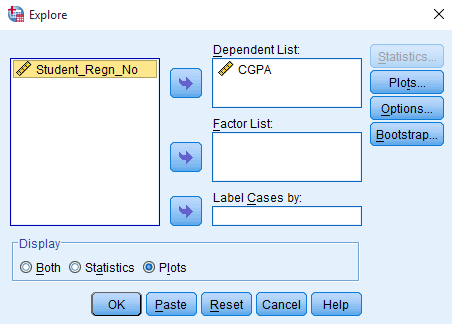 Explore
Dependent List:
Student_Regn_No
CGPA
Statistics...
Plots...
Options...
Bootstrap...
Factor List:
Label Cases by:
Display
Both Statistics Plots
OK Paste Reset Cancel Help